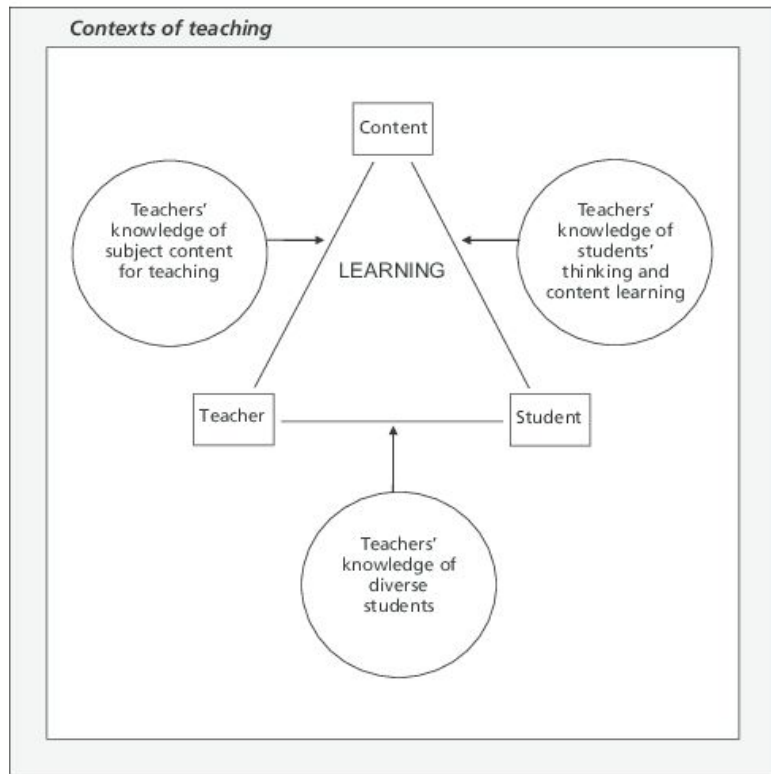 Contexts of teaching
Content
Teachers'
knowledge of
subject content
for teaching
Teachers'
knowledge of
students'
thinking and
content learning
LEARNING
Teacher
Student
Teachers'
knowledge of
diverse
students